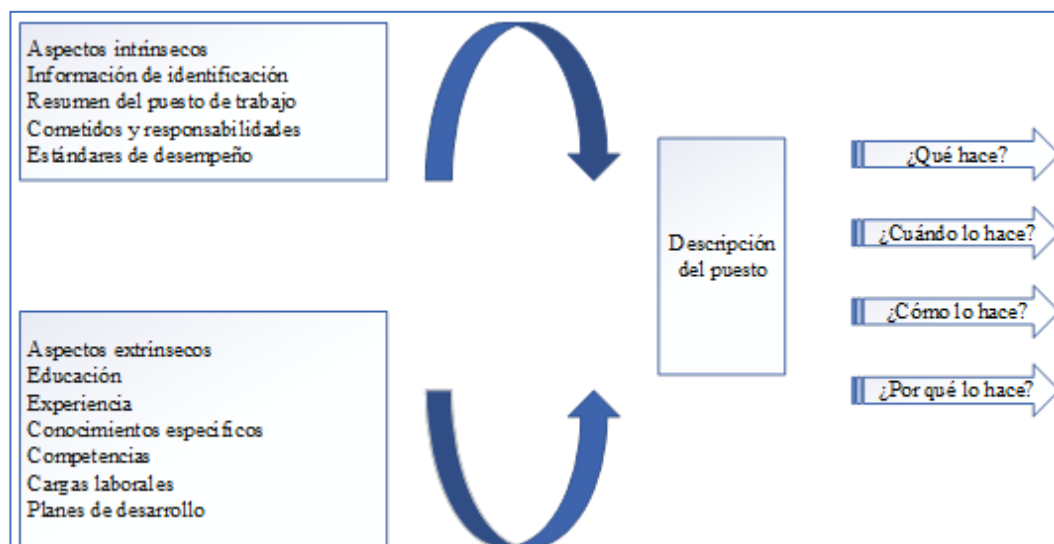 Aspectos intrínsecos
Información de identificación
Resumen del puesto de trabajo
Cometidos y responsabilidades
Estándares de desempeño
Aspectos extrínsecos
Educación
Experiencia
Conocimientos específicos
Competencias
Cargas laborales
Planes de desarrollo
Descripción
del puesto
¿Qué hace?
¿Cuándo lo hace?
¿Cómo lo hace?
¿Por qué lo hace?